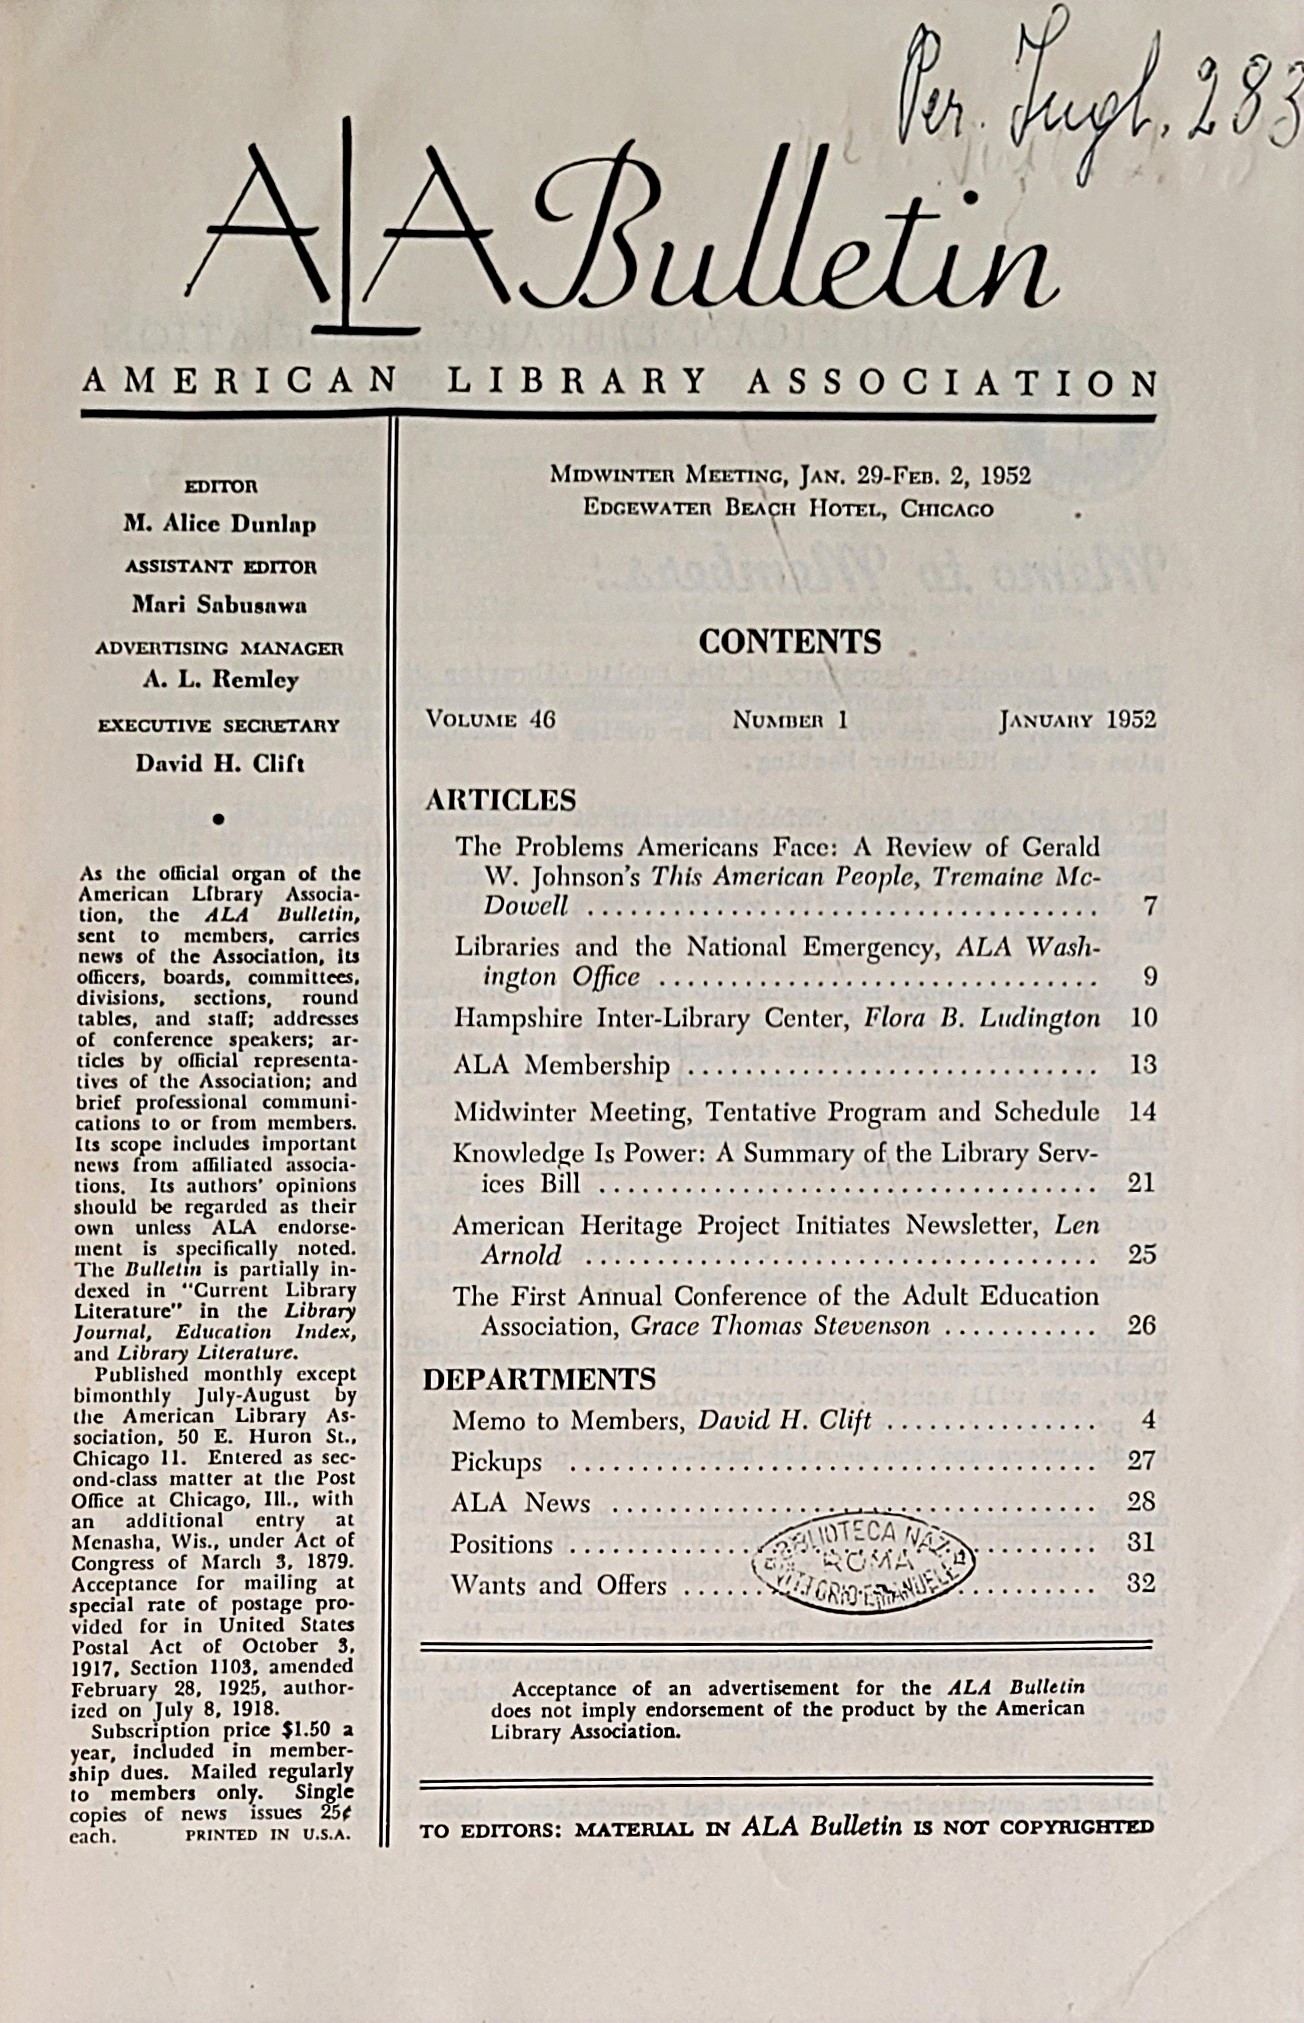 Per. Ingl. 283
ALA Bulletin
AMERICAN LIBRARY ASSOCIATION
EDITOR
M. Alice Dunlap
ASSISTANT EDITOR
Mari Sabusawa
ADVERTISING MANAGER
A. L. Remley
EXECUTIVE SECRETARY
David H. Clift
•
As the official organ of the
American Library Associa-
tion, the ALA Bulletin,
sent to members, carries
news of the Association, its
officers, boards, committees,
divisions, sections, round
tables, and staff; addresses
of conference speakers; ar-
ticles by official representa-
tives of the Association; and
brief professional communi-
cations to or from members.
Its scope includes important
news from affiliated associa-
tions. Its authors' opinions
should be regarded as their
own unless ALA endorse-
ment is specifically noted.
The Bulletin is partially in-
dexed in "Current Library
Literature" in the Library
Journal, Education Index,
and Library Literature.
Published monthly except
bimonthly July-August by
the American Library As-
sociation, 50 E. Huron St.,
Chicago 11. Entered as sec-
ond-class matter at the Post
Office at Chicago, Ill., with
an additional entry at
Menasha, Wis., under Act of
Congress of March 3, 1879.
Acceptance for mailing at
special rate of postage pro-
vided for in United States
Postal Act of October 3,
1917, Section 1103, amended
February 28, 1925, author-
ized on July 8, 1918.
Subscription price $1.50 a
year, included in member-
ship dues. Mailed regularly
to members only. Single
copies of news issues 25¢
each. PRINTED IN U.S.A.
MIDWINTER MEETING, JAN. 29-FEB. 2, 1952
EDGEWATER BEACH HOTEL, CHICAGO
CONTENTS
VOLUME 46 NUMBER 1 JANUARY 1952
ARTICLES
The Problems Americans Face: A Review of Gerald
W. Johnson's This American People, Tremaine Mc-
Dowell .................................... 7
Libraries and the National Emergency, ALA Wash-
ington Office ............................... 9
Hampshire Inter-Library Center, Flora B. Ludington 10
ALA Membership ............................. 13
Midwinter Meeting, Tentative Program and Schedule 14
Knowledge Is Power: A Summary of the Library Serv-
ices Bill ................................... 21
American Heritage Project Initiates Newsletter, Len
Arnold .................................... 25
The First Annual Conference of the Adult Education
Association, Grace Thomas Stevenson ........... 26
DEPARTMENTS
Memo to Members, David H. Clift ............... 4
Pickups ..................................... 27
ALA News .................................. 28
Positions ..................................... 31
Wants and Offers ............................. 32
BIBLIOTECA NAZ.
ROMA
VITTORIO EMANUELE
Acceptance of an advertisement for the ALA Bulletin
does not imply endorsement of the product by the American
Library Association.
TO EDITORS: MATERIAL IN ALA Bulletin IS NOT COPYRIGHTED